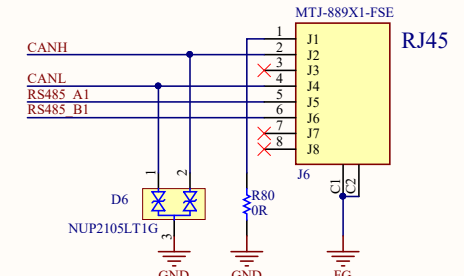 MTJ-889X1-FSE
RJ45
1 J1
CANH 2 J2
3 J3
CANL 4 J4
RS485_A1 5 J5
RS485_B1 6 J6
7 J7
8 J8
J6
C1 C2
1 2
D6
R80
0R
NUP2105LT1G
3
GND GND FG